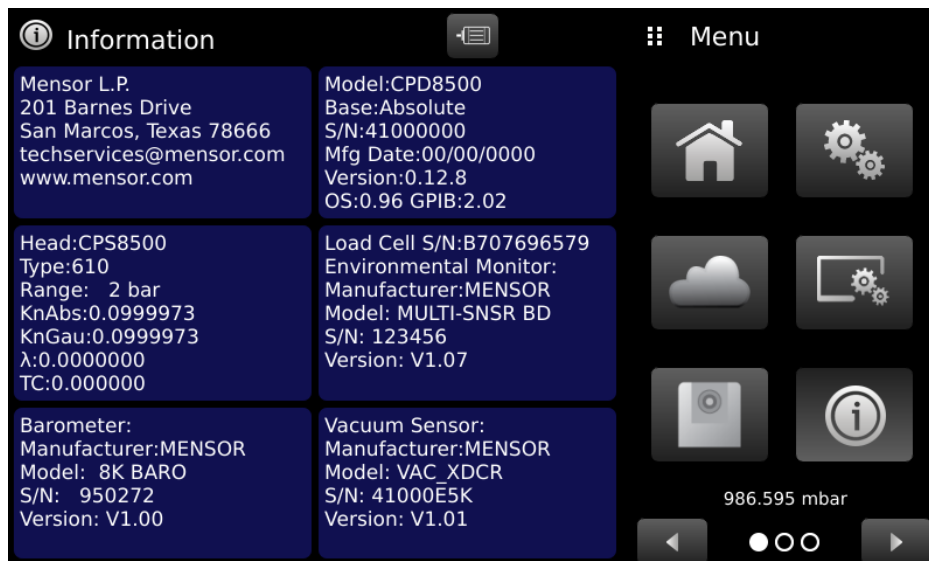 Information
Mensor L.P.
201 Barnes Drive
San Marcos, Texas 78666
techservices@mensor.com
www.mensor.com
Model:CPD8500
Base:Absolute
S/N:41000000
Mfg Date:00/00/0000
Version:0.12.8
OS:0.96 GPIB:2.02
Head:CPS8500
Type:610
Range: 2 bar
KnAbs:0.0999973
KnGau:0.0999973
λ:0.0000000
TC:0.000000
Load Cell S/N:B707696579
Environmental Monitor:
Manufacturer:MENSOR
Model: MULTI-SNSR BD
S/N: 123456
Version: V1.07
Barometer:
Manufacturer:MENSOR
Model: 8K BARO
S/N: 950272
Version: V1.00
Vacuum Sensor:
Manufacturer:MENSOR
Model: VAC_XDCR
S/N: 41000E5K
Version: V1.01
Menu
986.595 mbar